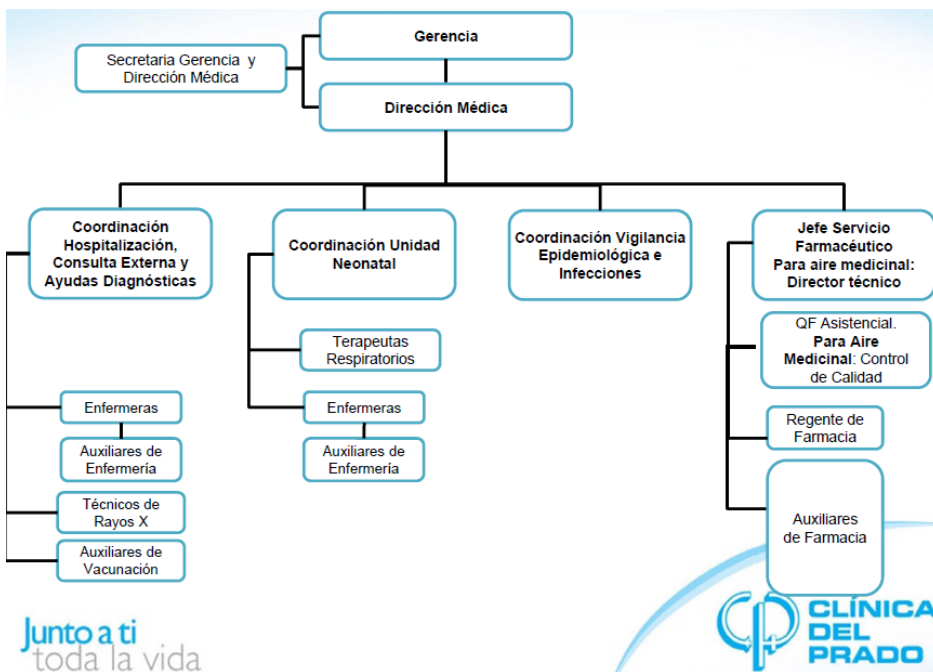 Gerencia
Secretaria Gerencia y
Dirección Médica
Dirección Médica
Coordinación
Hospitalización,
Consulta Externa y
Ayudas Diagnósticas
Coordinación Unidad
Neonatal
Coordinación Vigilancia
Epidemiológica e
Infecciones
Jefe Servicio
Farmacéutico
Para aire medicinal:
Director técnico
Terapeutas
Respiratorios
QF Asistencial.
Para Aire
Medicinal: Control
de Calidad
Enfermeras
Enfermeras
Regente de
Farmacia
Auxiliares de
Enfermería
Auxiliares de
Enfermería
Técnicos de
Rayos X
Auxiliares
de Farmacia
Auxiliares de
Vacunación
Junto a ti
toda la vida
CLÍNICA
DEL
PRADO